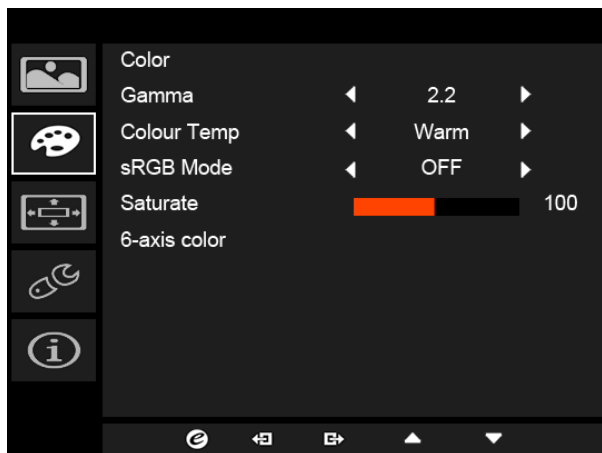 Color
Gamma 2.2
Colour Temp Warm
sRGB Mode OFF
Saturate 100
6-axis color